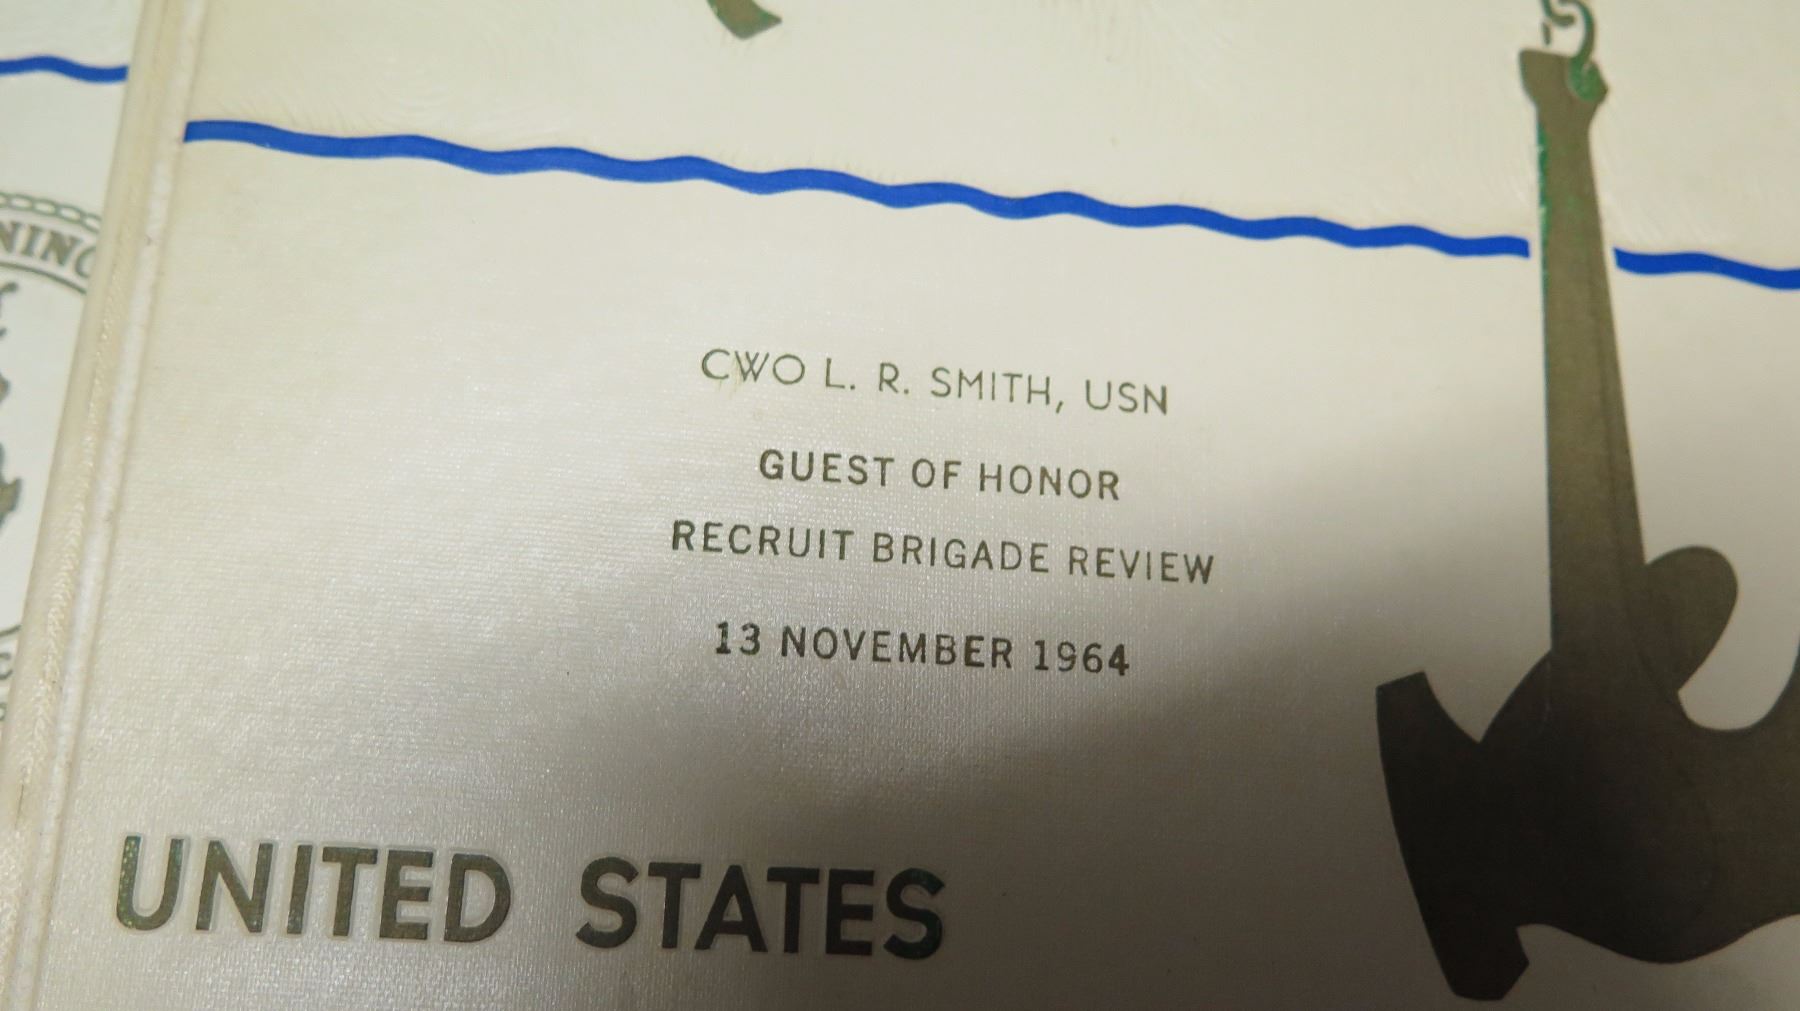 CWO L. R. SMITH, USN
GUEST OF HONOR
RECRUIT BRIGADE REVIEW
13 NOVEMBER 1964
UNITED STATES